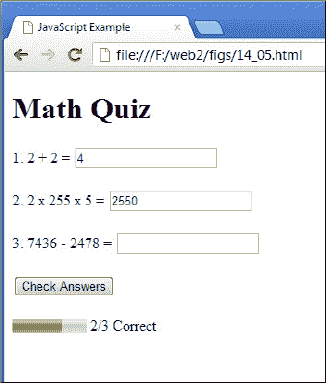 JavaScript Example
file:///F:/web2/figs/14_05.html
Math Quiz
1. 2 + 2 = 4
2. 2 x 255 x 5 = 2550
3. 7436 - 2478 =
Check Answers
2/3 Correct